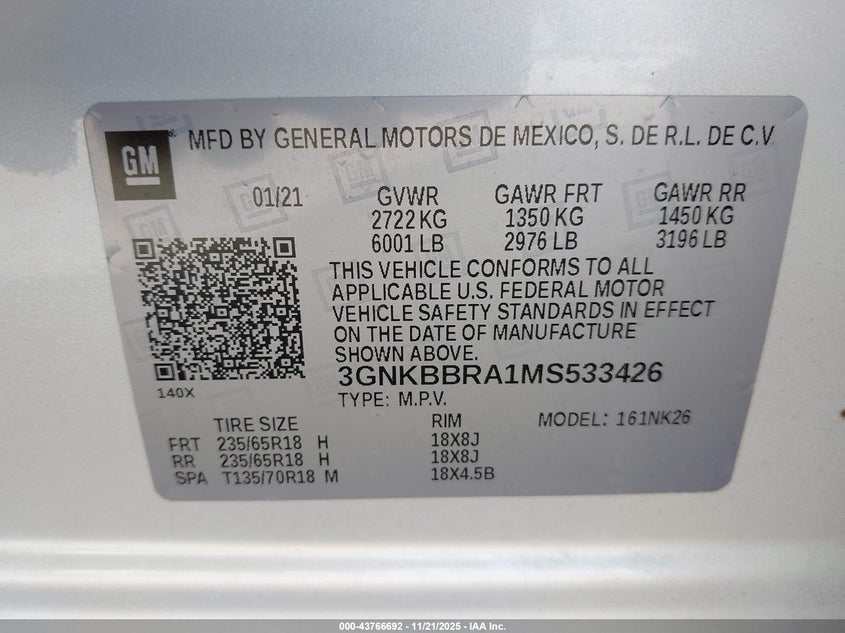 GM
MFD BY GENERAL MOTORS DE MEXICO, S. DE R.L. DE C.V.
01/21 GVWR GAWR FRT GAWR RR
2722 KG 1350 KG 1450 KG
6001 LB 2976 LB 3196 LB
THIS VEHICLE CONFORMS TO ALL
APPLICABLE U.S. FEDERAL MOTOR
VEHICLE SAFETY STANDARDS IN EFFECT
ON THE DATE OF MANUFACTURE
SHOWN ABOVE.
3GNKBBRA1MS533426
140X
TYPE: M.P.V.
TIRE SIZE RIM MODEL: 161NK26
FRT 235/65R18 H 18X8J
RR 235/65R18 H 18X8J
SPA T135/70R18 M 18X4.5B
000-43766692 - 11/21/2025 - IAA Inc.